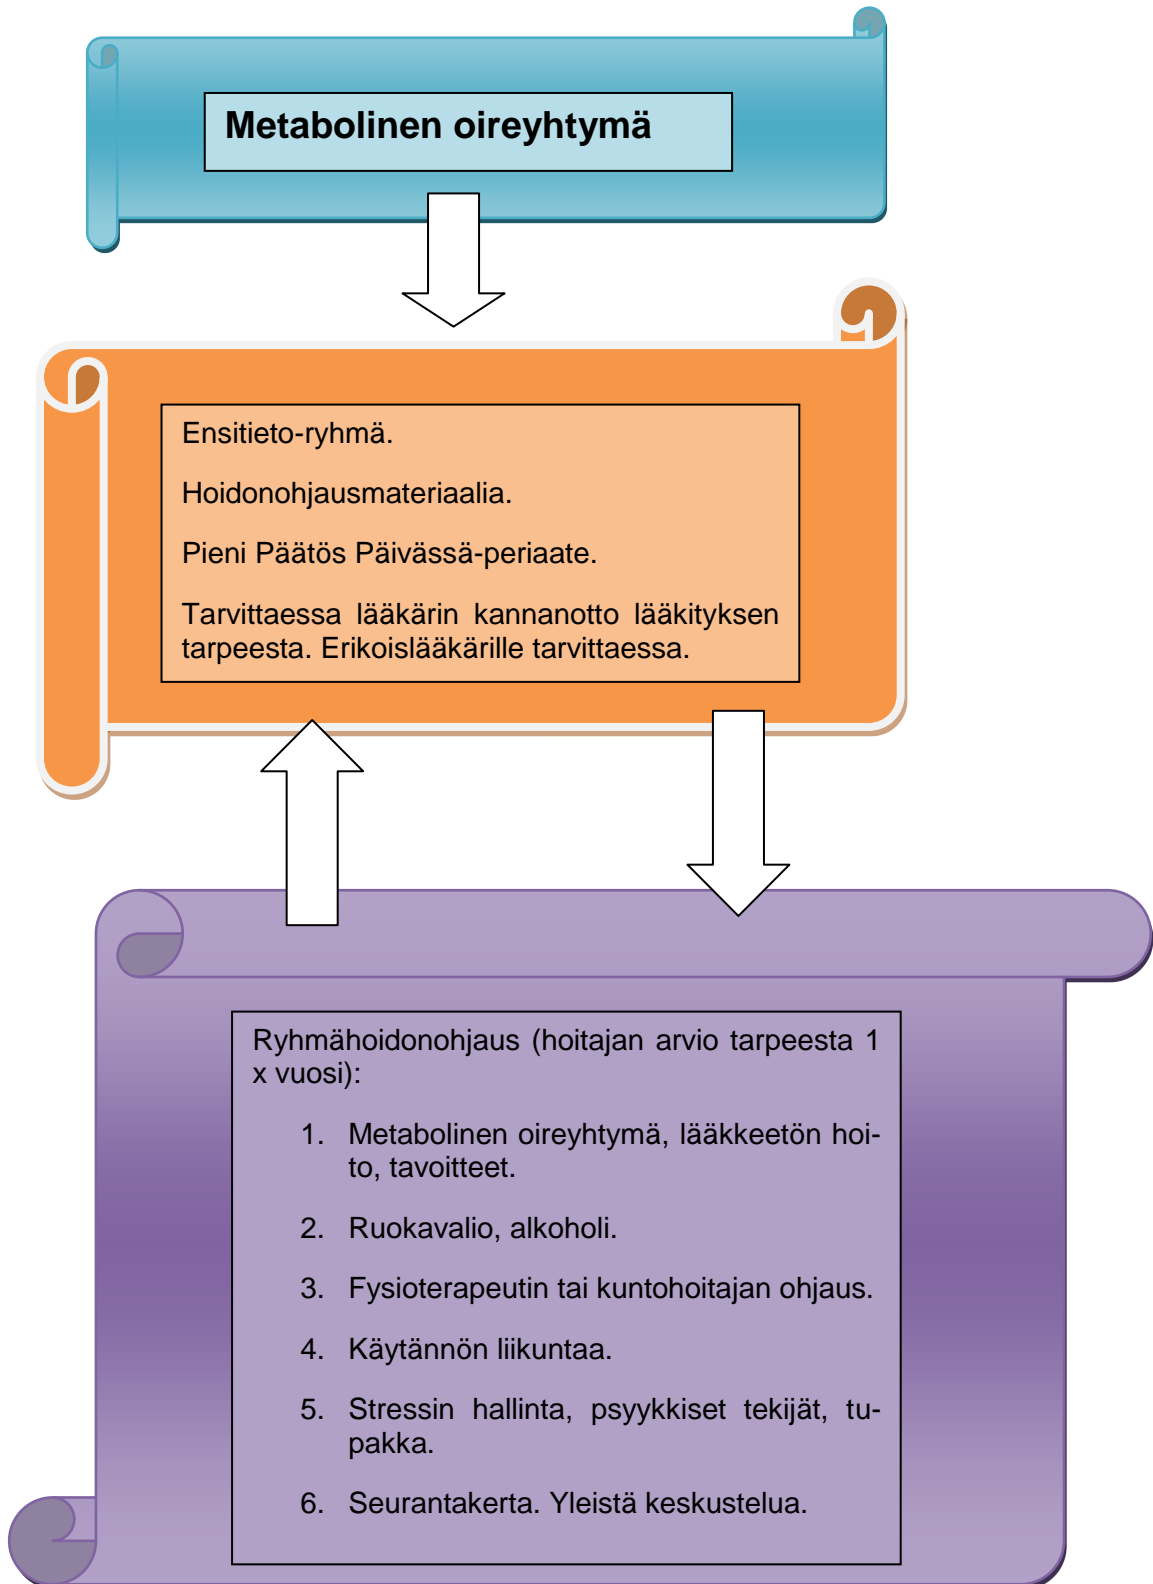 Metabolinen oireyhtymä
Ensitieto-ryhmä.
Hoidonohjausmateriaalia.
Pieni Päätös Päivässä-periaate.
Tarvittaessa lääkärin kannanotto lääkityksen
tarpeesta. Erikoislääkärille tarvittaessa.
Ryhmähoidonohjaus (hoitajan arvio tarpeesta 1
x vuosi):
1. Metabolinen oireyhtymä, lääkkeetön hoi-
to, tavoitteet.
2. Ruokavalio, alkoholi.
3. Fysioterapeutin tai kuntohoitajan ohjaus.
4. Käytännön liikuntaa.
5. Stressin hallinta, psyykkiset tekijät, tu-
pakka.
6. Seurantakerta. Yleistä keskustelua.